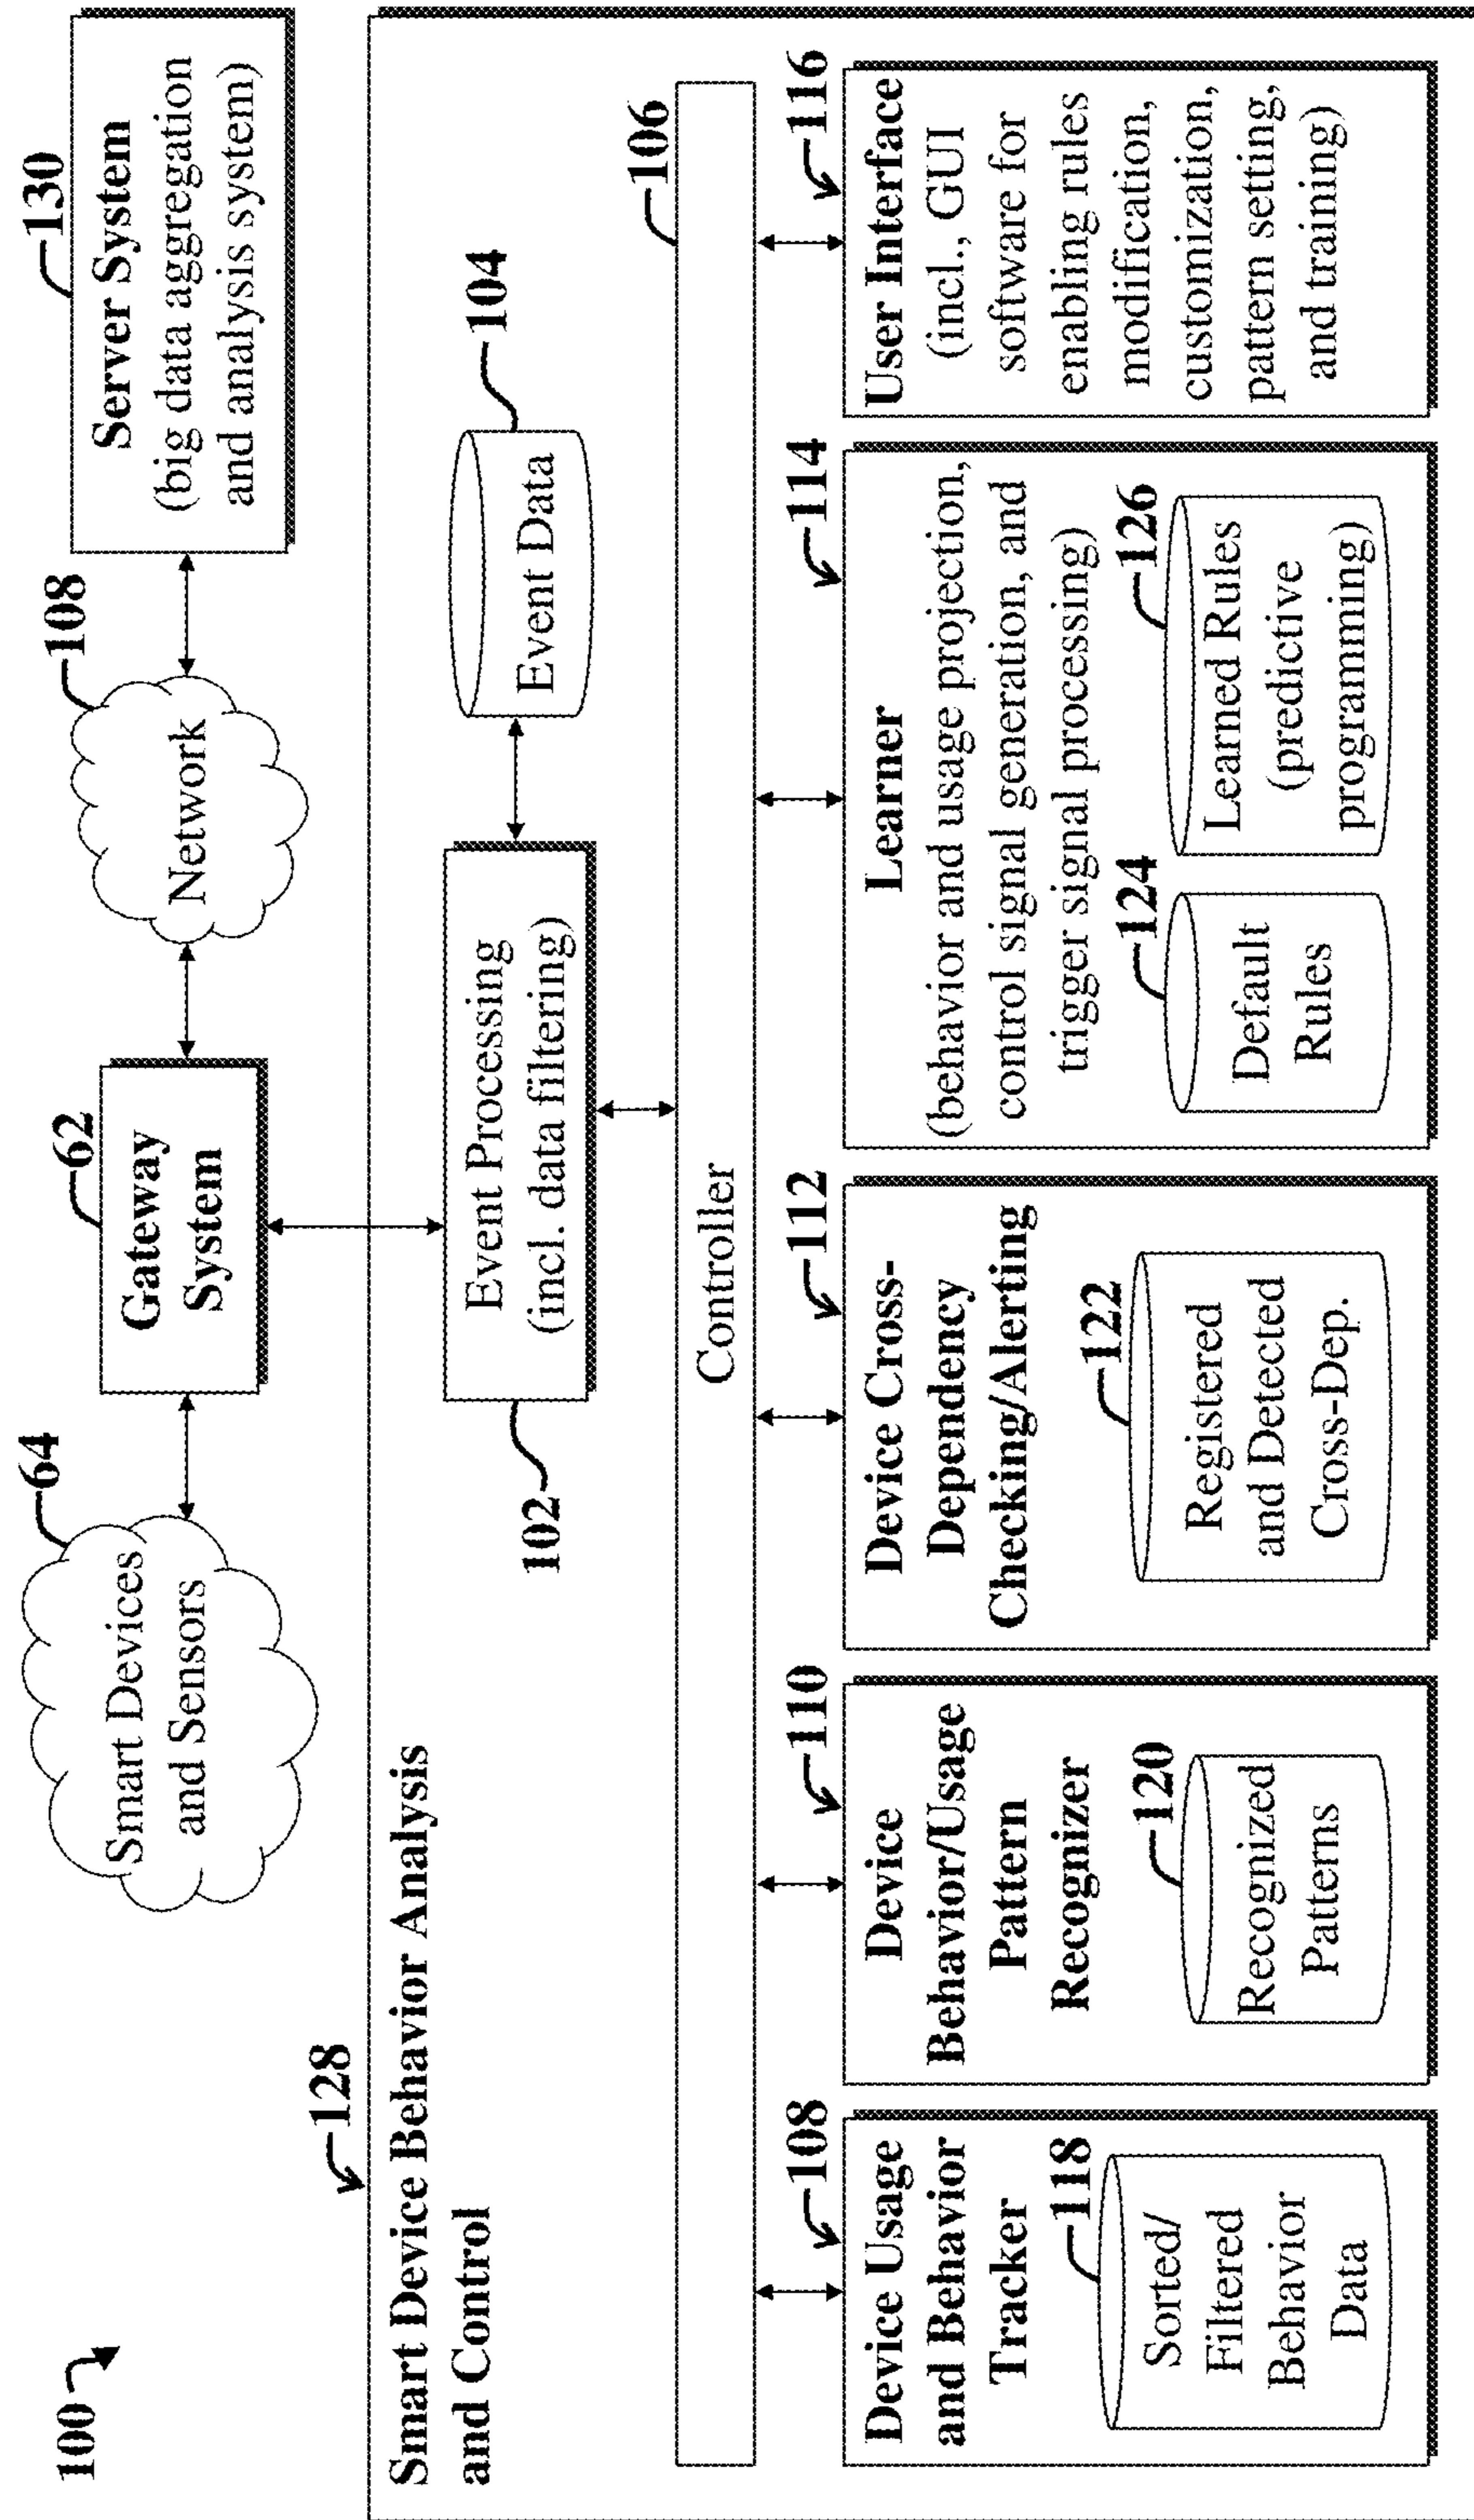 100
64
Smart Devices
and Sensors
62
Gateway
System
108
Network
130
Server System
(big data aggregation
and analysis system)
128
Smart Device Behavior Analysis
and Control
102
Event Processing
(incl. data filtering)
104
Event Data
106
Controller
108
Device Usage
and Behavior
Tracker
118
Sorted/
Filtered
Behavior
Data
110
Device
Behavior/Usage
Pattern
Recognizer
120
Recognized
Patterns
112
Device Cross-
Dependency
Checking/Alerting
122
Registered
and Detected
Cross-Dep.
114
Learner
(behavior and usage projection,
control signal generation, and
trigger signal processing)
124
Default
Rules
126
Learned Rules
(predictive
programming)
116
User Interface
(incl., GUI
software for
enabling rules
modification,
customization,
pattern setting,
and training)